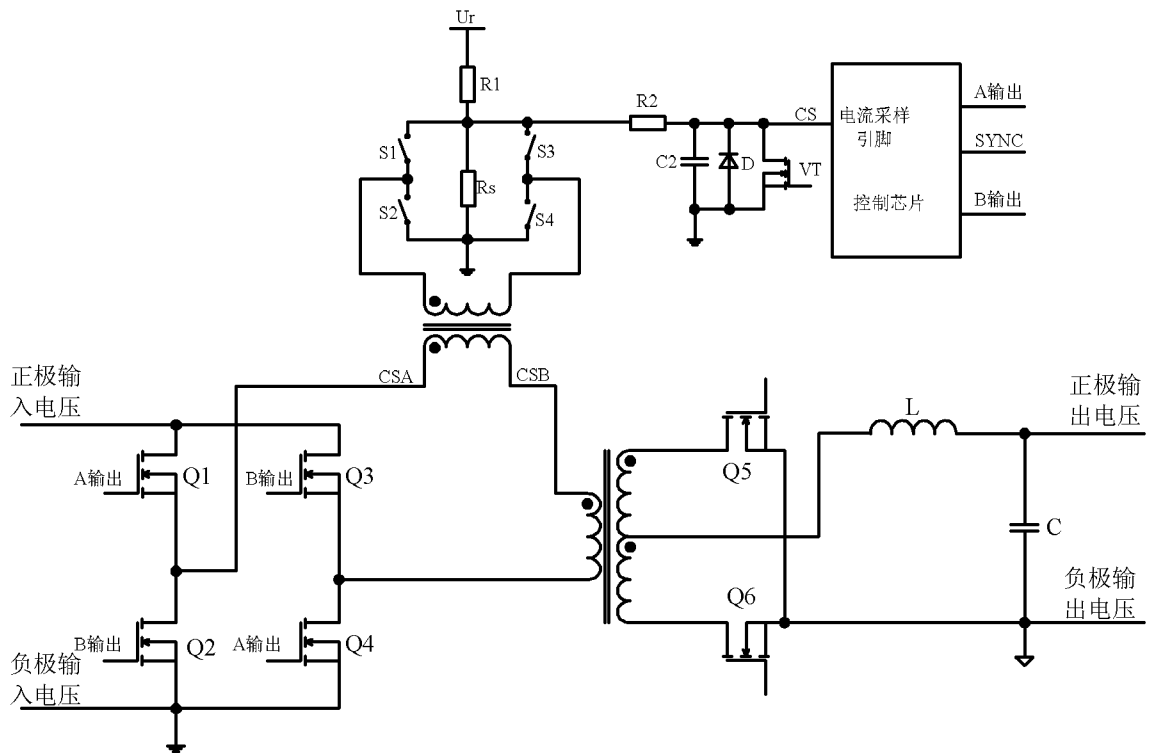 Ur
R1
R2
CS
电流采样
引脚
控制芯片
A输出
SYNC
B输出
S1
S3
C2
D
VT
Rs
S2
S4
CSA
CSB
正极输
入电压
A输出
Q1
B输出
Q3
B输出
Q2
A输出
Q4
负极输
入电压
Q5
Q6
L
C
正极输
出电压
负极输
出电压